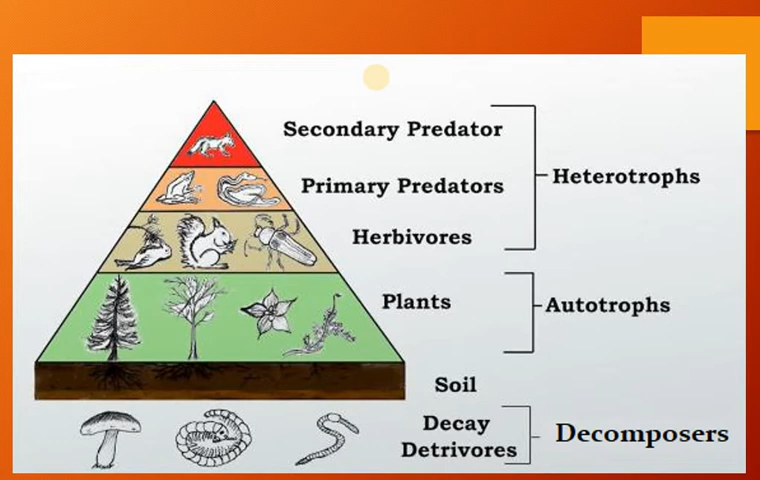 Secondary Predator
Primary Predators
Heterotrophs
Herbivores
Plants
Autotrophs
Soil
Decay
Detrivores
Decomposers